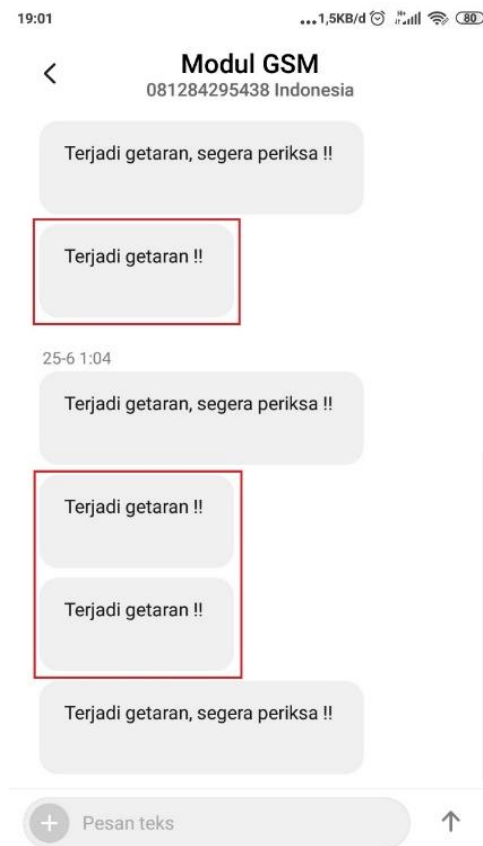 19:01
...1,5KB/d
80
Modul GSM
081284295438 Indonesia
Terjadi getaran, segera periksa !!
Terjadi getaran !!
25-6 1:04
Terjadi getaran, segera periksa !!
Terjadi getaran !!
Terjadi getaran !!
Terjadi getaran, segera periksa !!
Pesan teks